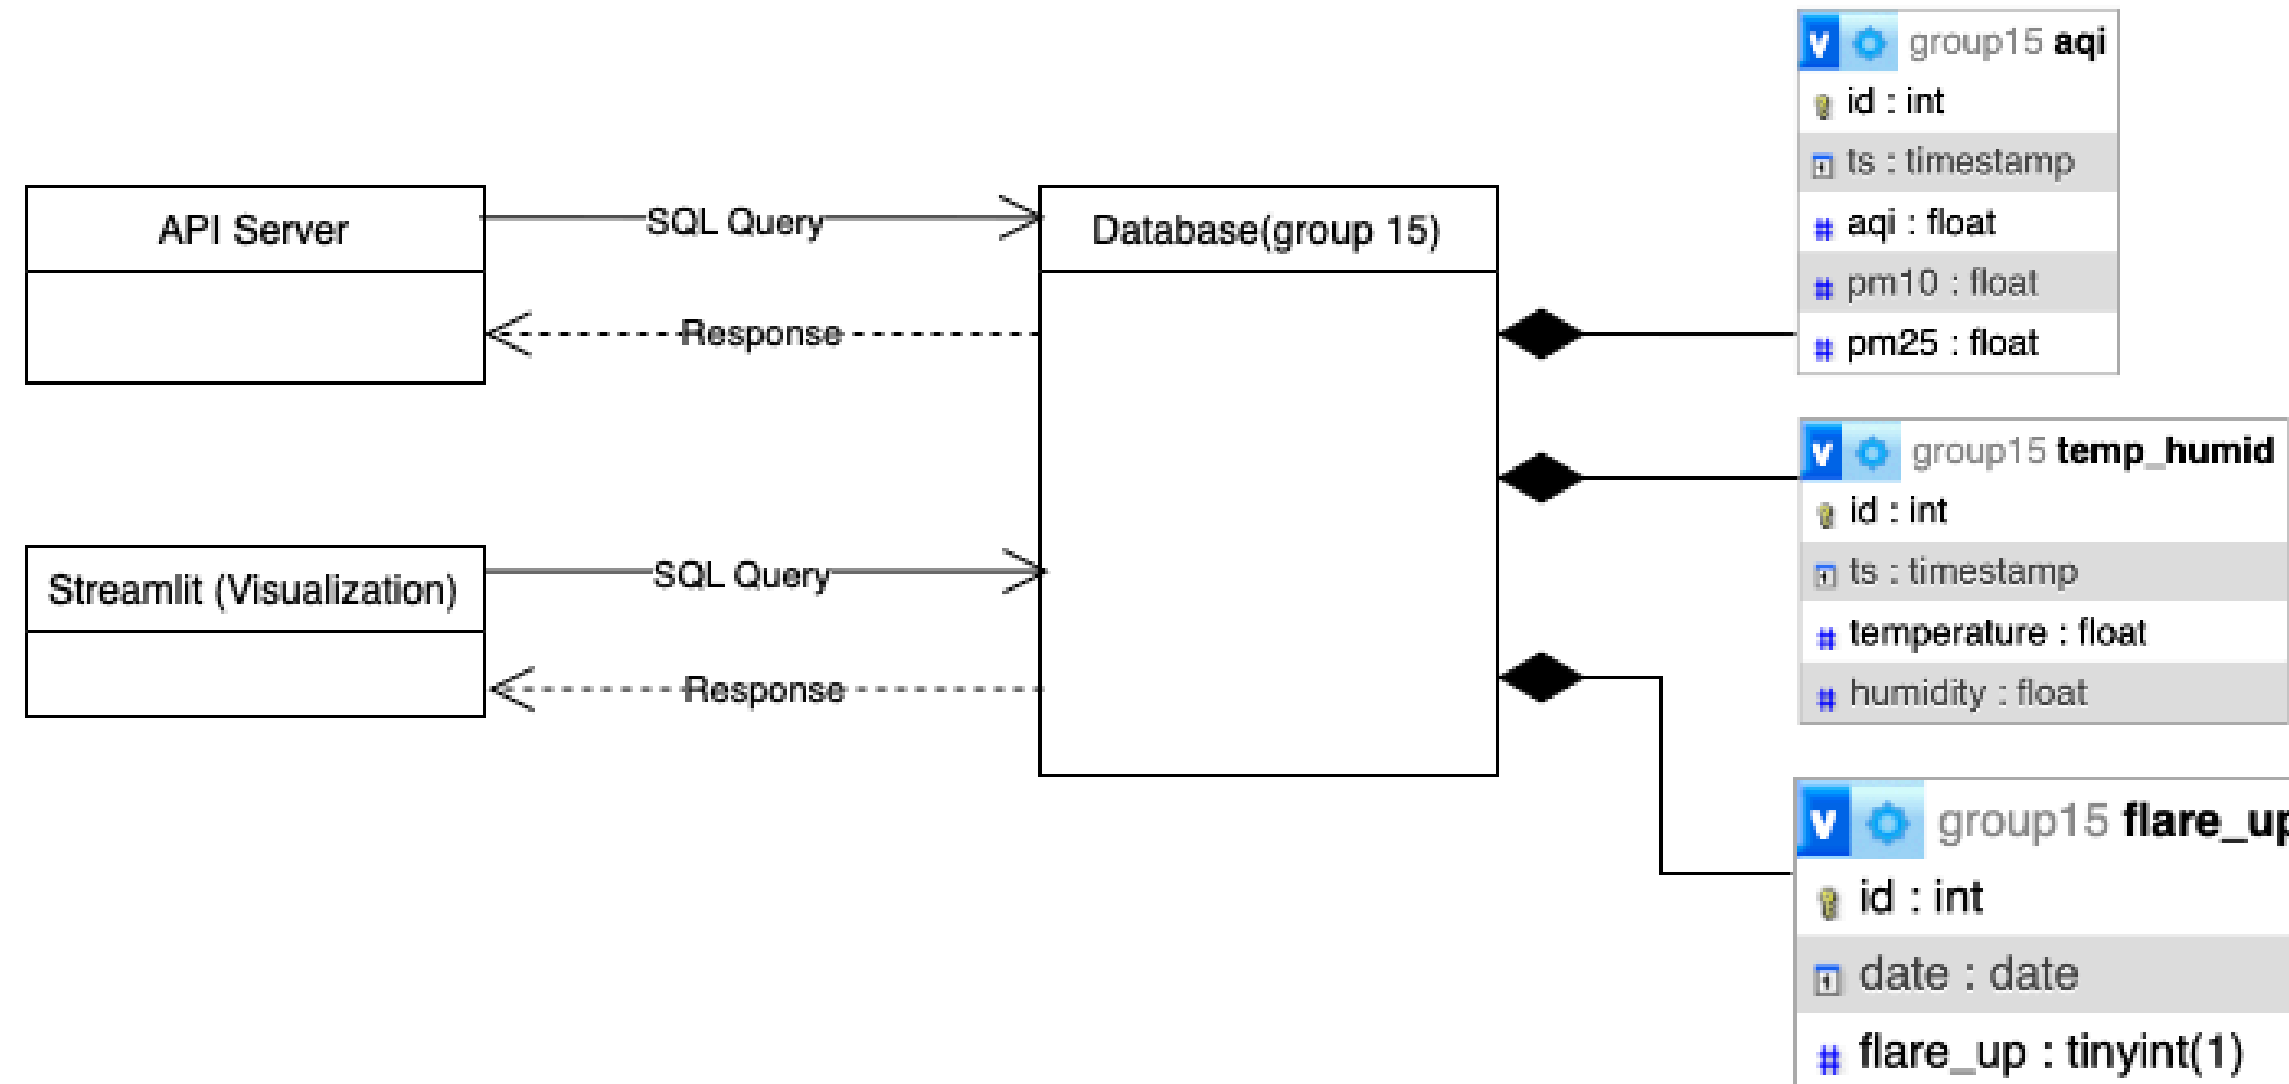 API Server
SQL Query
Response
Streamlit (Visualization)
SQL Query
Response
Database(group 15)
V group15 aqi
id : int
ts : timestamp
# aqi : float
# pm10 : float
# pm25 : float
V group15 temp_humid
id : int
ts : timestamp
# temperature : float
# humidity : float
V group15 flare_up
id : int
date : date
# flare_up : tinyint(1)